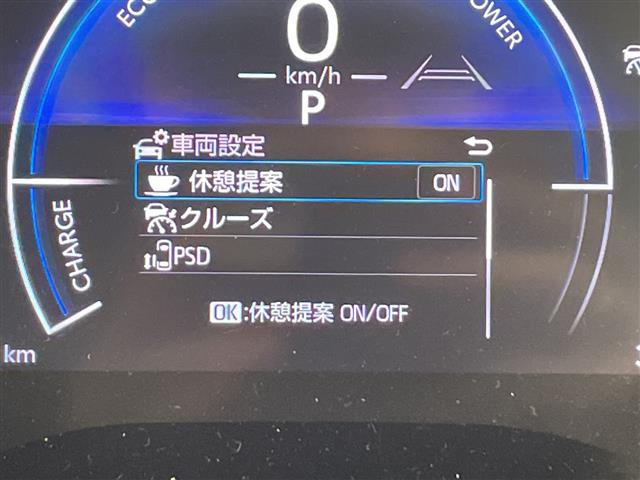 ECO
POWER
0
km/h
P
車両設定
休憩提案 ON
クルーズ
PSD
OK:休憩提案 ON/OFF
CHARGE
km